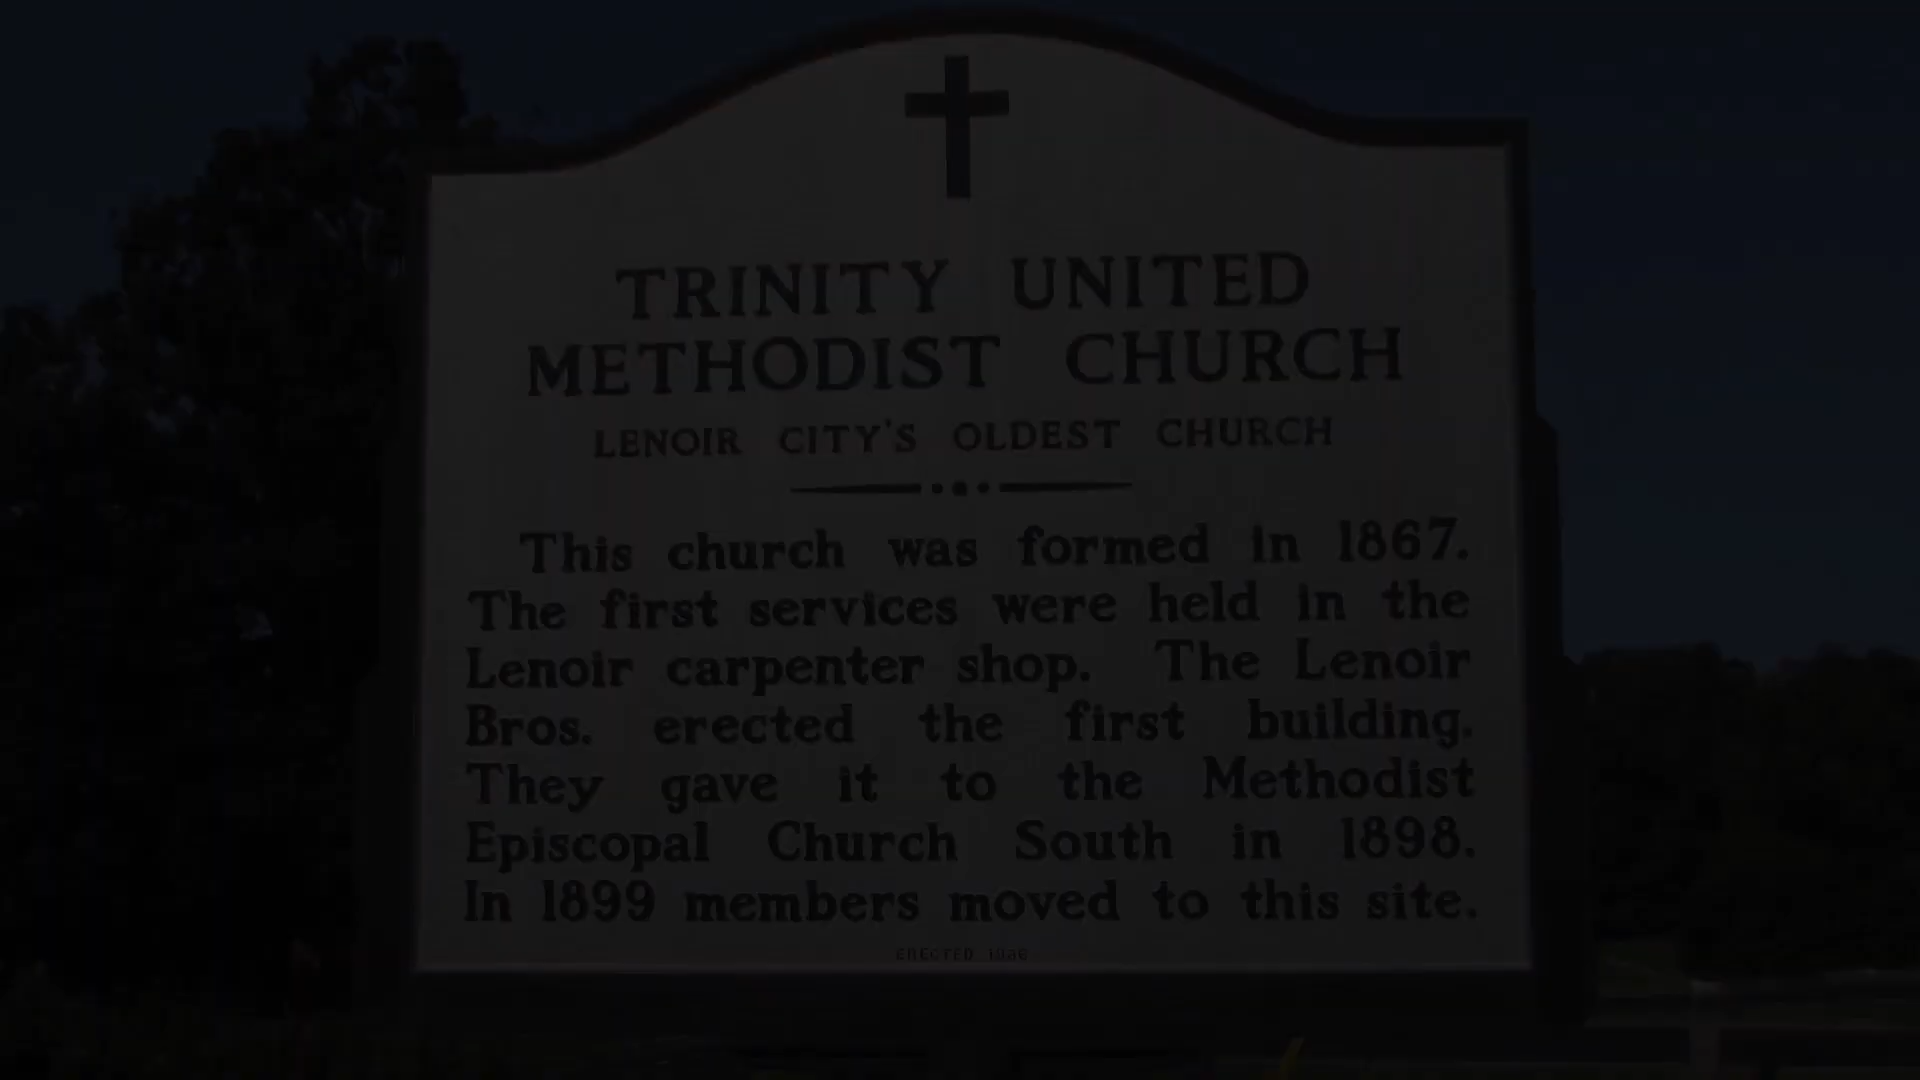 TRINITY UNITED
METHODIST CHURCH
LENOIR CITY'S OLDEST CHURCH
This church was formed in 1867.
The first services were held in the
Lenoir carpenter shop. The Lenoir
Bros. erected the first building.
They gave it to the Methodist
Episcopal Church South in 1898.
In 1899 members moved to this site.
ERECTED